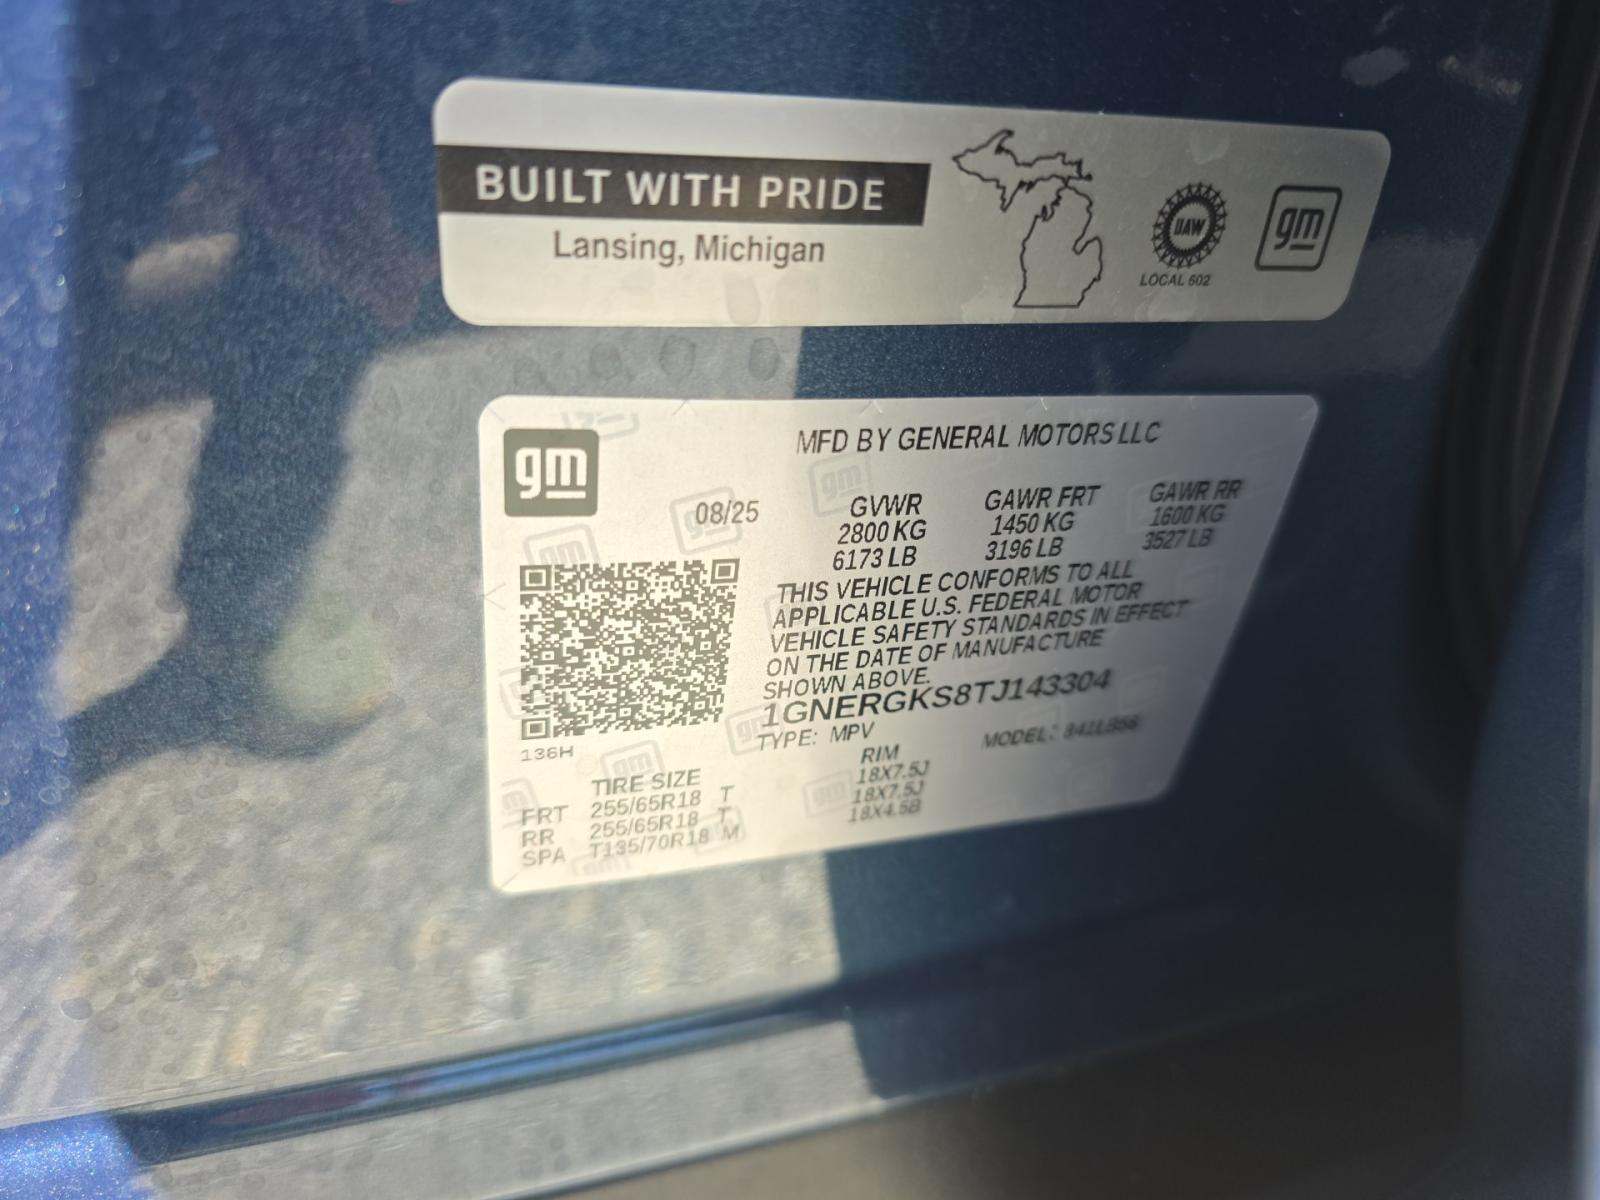 BUILT WITH PRIDE
Lansing, Michigan
UAW
LOCAL 602
gm
gm
MFD BY GENERAL MOTORS LLC
08/25
GVWR GAWR FRT GAWR RR
2800 KG 1450 KG 1600 KG
6173 LB 3196 LB 3527 LB
THIS VEHICLE CONFORMS TO ALL
APPLICABLE U.S. FEDERAL MOTOR
VEHICLE SAFETY STANDARDS IN EFFECT
ON THE DATE OF MANUFACTURE
SHOWN ABOVE.
1GNERGKS8TJ143304
TYPE: MPV MODEL:
136H
TIRE SIZE RIM
FRT 255/65R18 T 18X7.5J
RR 255/65R18 T 18X7.5J
SPA T135/70R18 M 18X4.5B